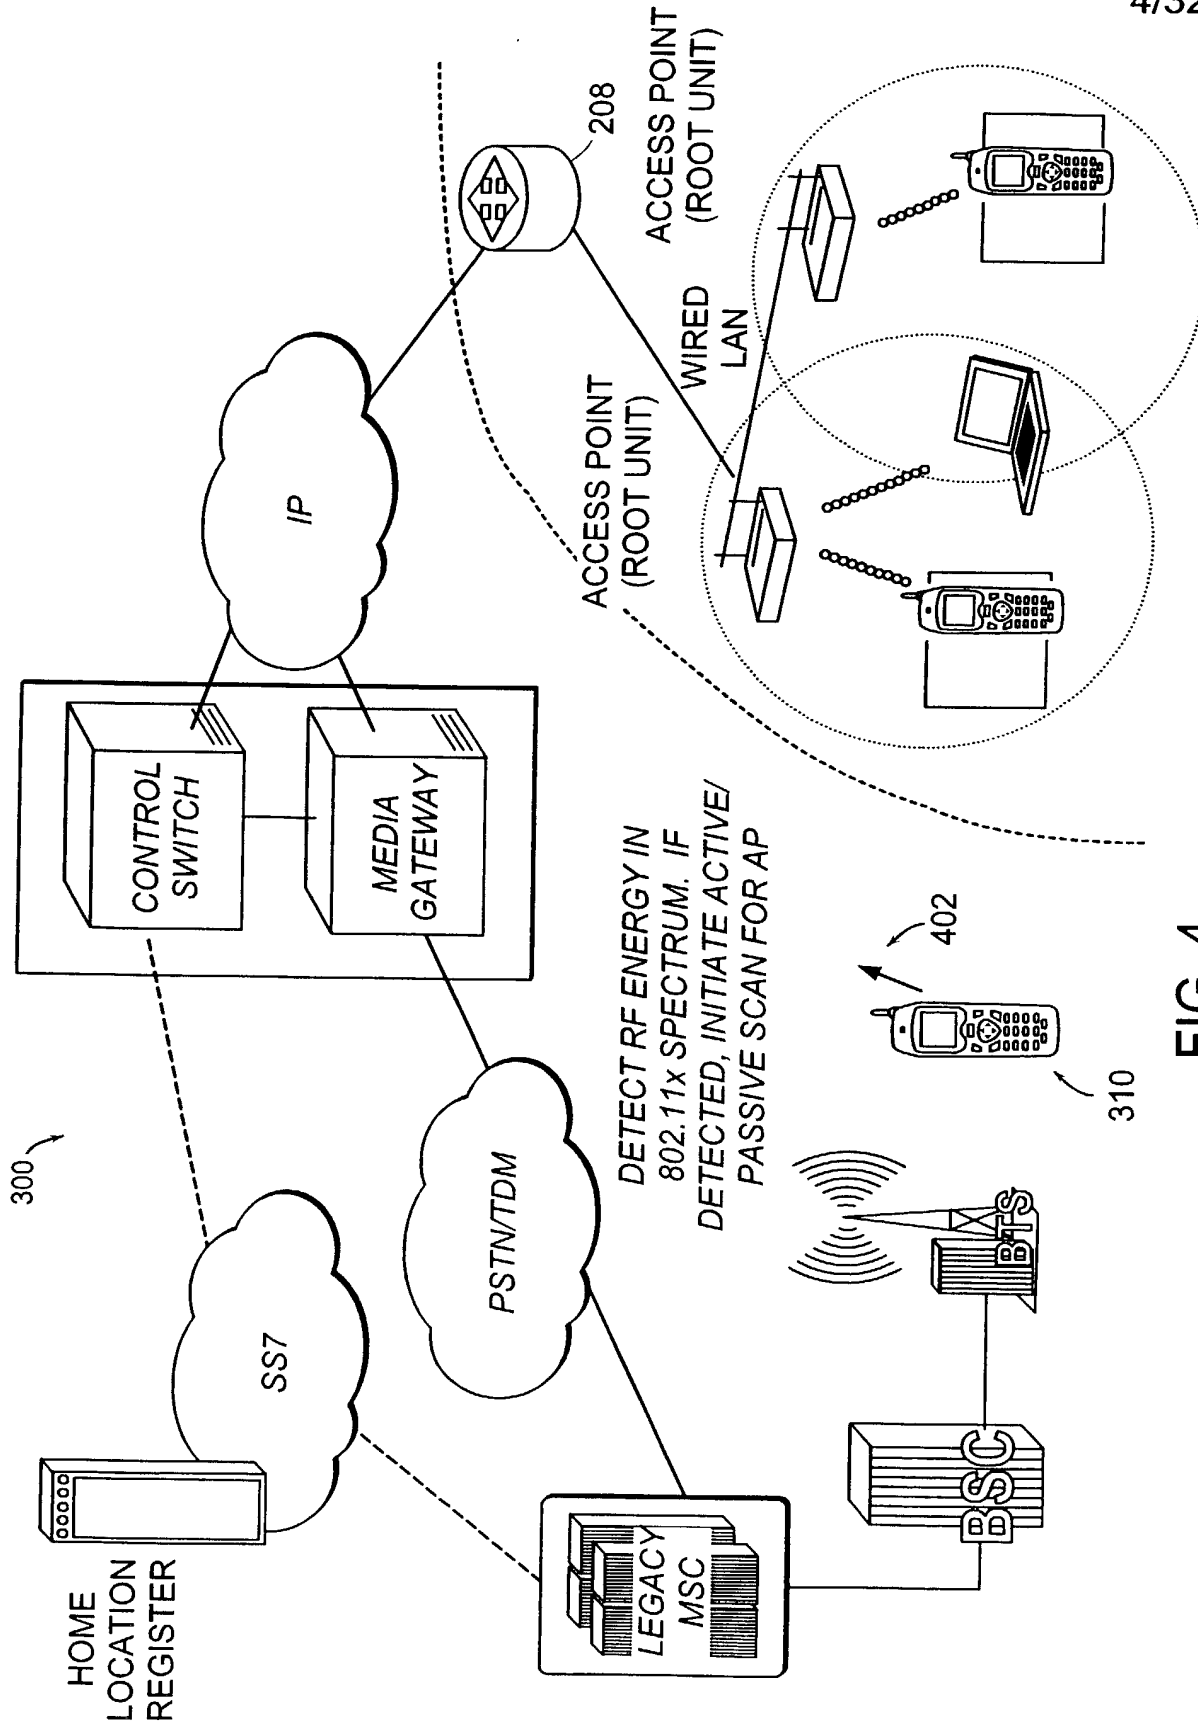 4/32
300
HOME
LOCATION
REGISTER
SS7
CONTROL
SWITCH
MEDIA
GATEWAY
IP
208
PSTN/TDM
LEGACY
MSC
BSC
BTS
DETECT RF ENERGY IN
802.11x SPECTRUM. IF
DETECTED, INITIATE ACTIVE/
PASSIVE SCAN FOR AP
310
402
ACCESS POINT
(ROOT UNIT)
WIRED
LAN
ACCESS POINT
(ROOT UNIT)
FIG. 4